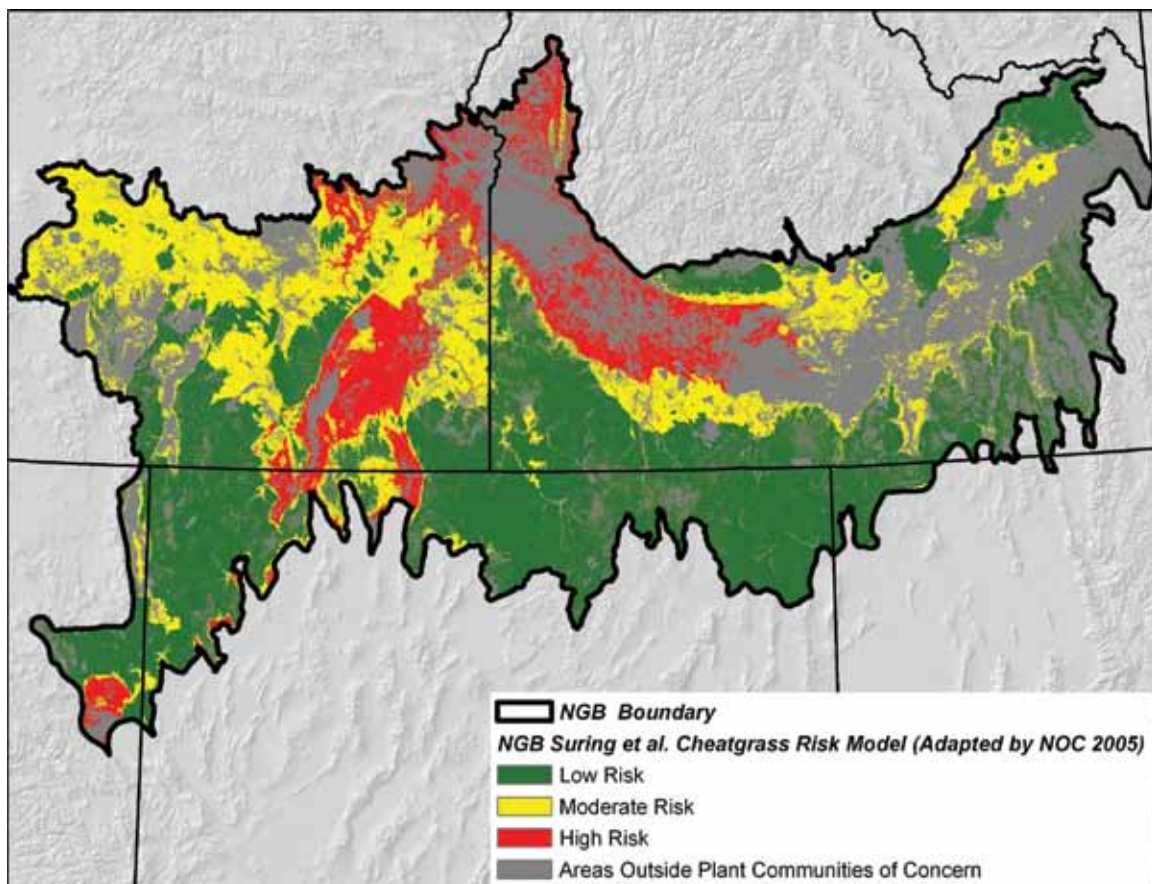 NGB Boundary
NGB Suring et al. Cheatgrass Risk Model (Adapted by NOC 2005)
Low Risk
Moderate Risk
High Risk
Areas Outside Plant Communities of Concern